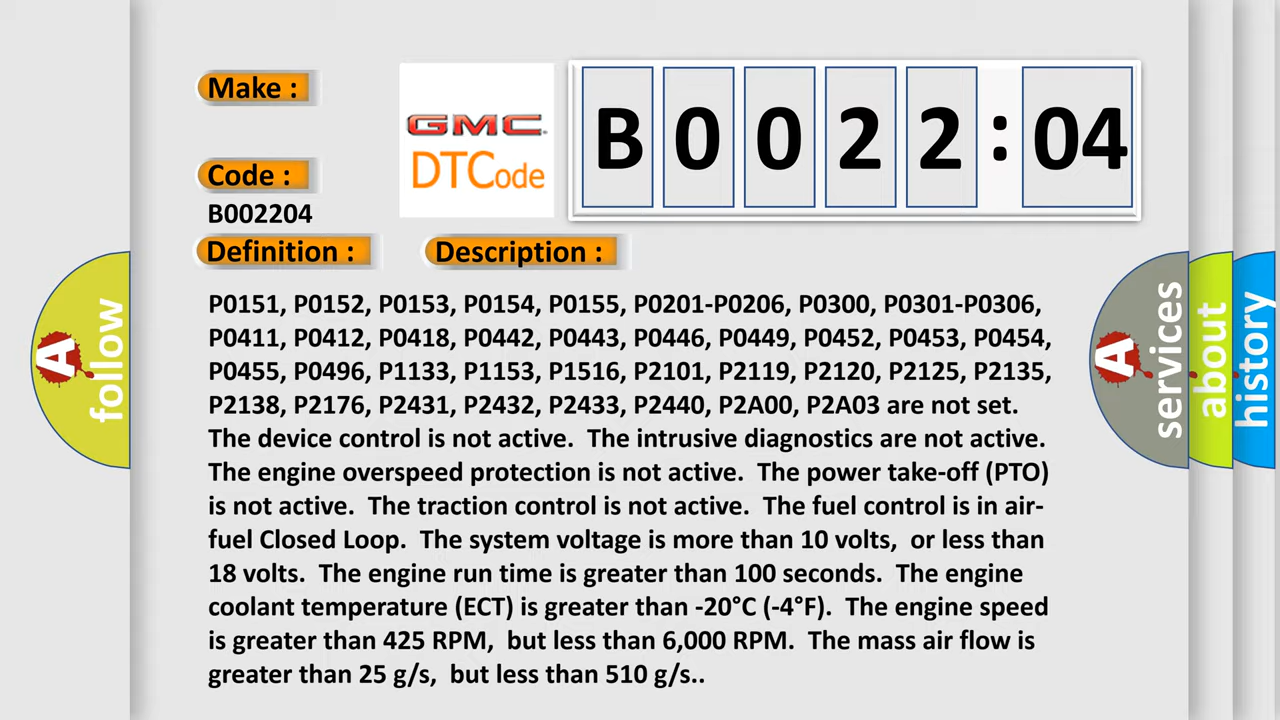 Make :
GMC
DTCode
B 0 0 2 2 : 04
Code :
B002204
Definition :
Description :
P0151, P0152, P0153, P0154, P0155, P0201-P0206, P0300, P0301-P0306,
P0411, P0412, P0418, P0442, P0443, P0446, P0449, P0452, P0453, P0454,
P0455, P0496, P1133, P1153, P1516, P2101, P2119, P2120, P2125, P2135,
P2138, P2176, P2431, P2432, P2433, P2440, P2A00, P2A03 are not set.
The device control is not active. The intrusive diagnostics are not active.
The engine overspeed protection is not active. The power take-off (PTO)
is not active. The traction control is not active. The fuel control is in air-
fuel Closed Loop. The system voltage is more than 10 volts, or less than
18 volts. The engine run time is greater than 100 seconds. The engine
coolant temperature (ECT) is greater than -20°C (-4°F). The engine speed
is greater than 425 RPM, but less than 6,000 RPM. The mass air flow is
greater than 25 g/s, but less than 510 g/s..
A follow
A services
about
history